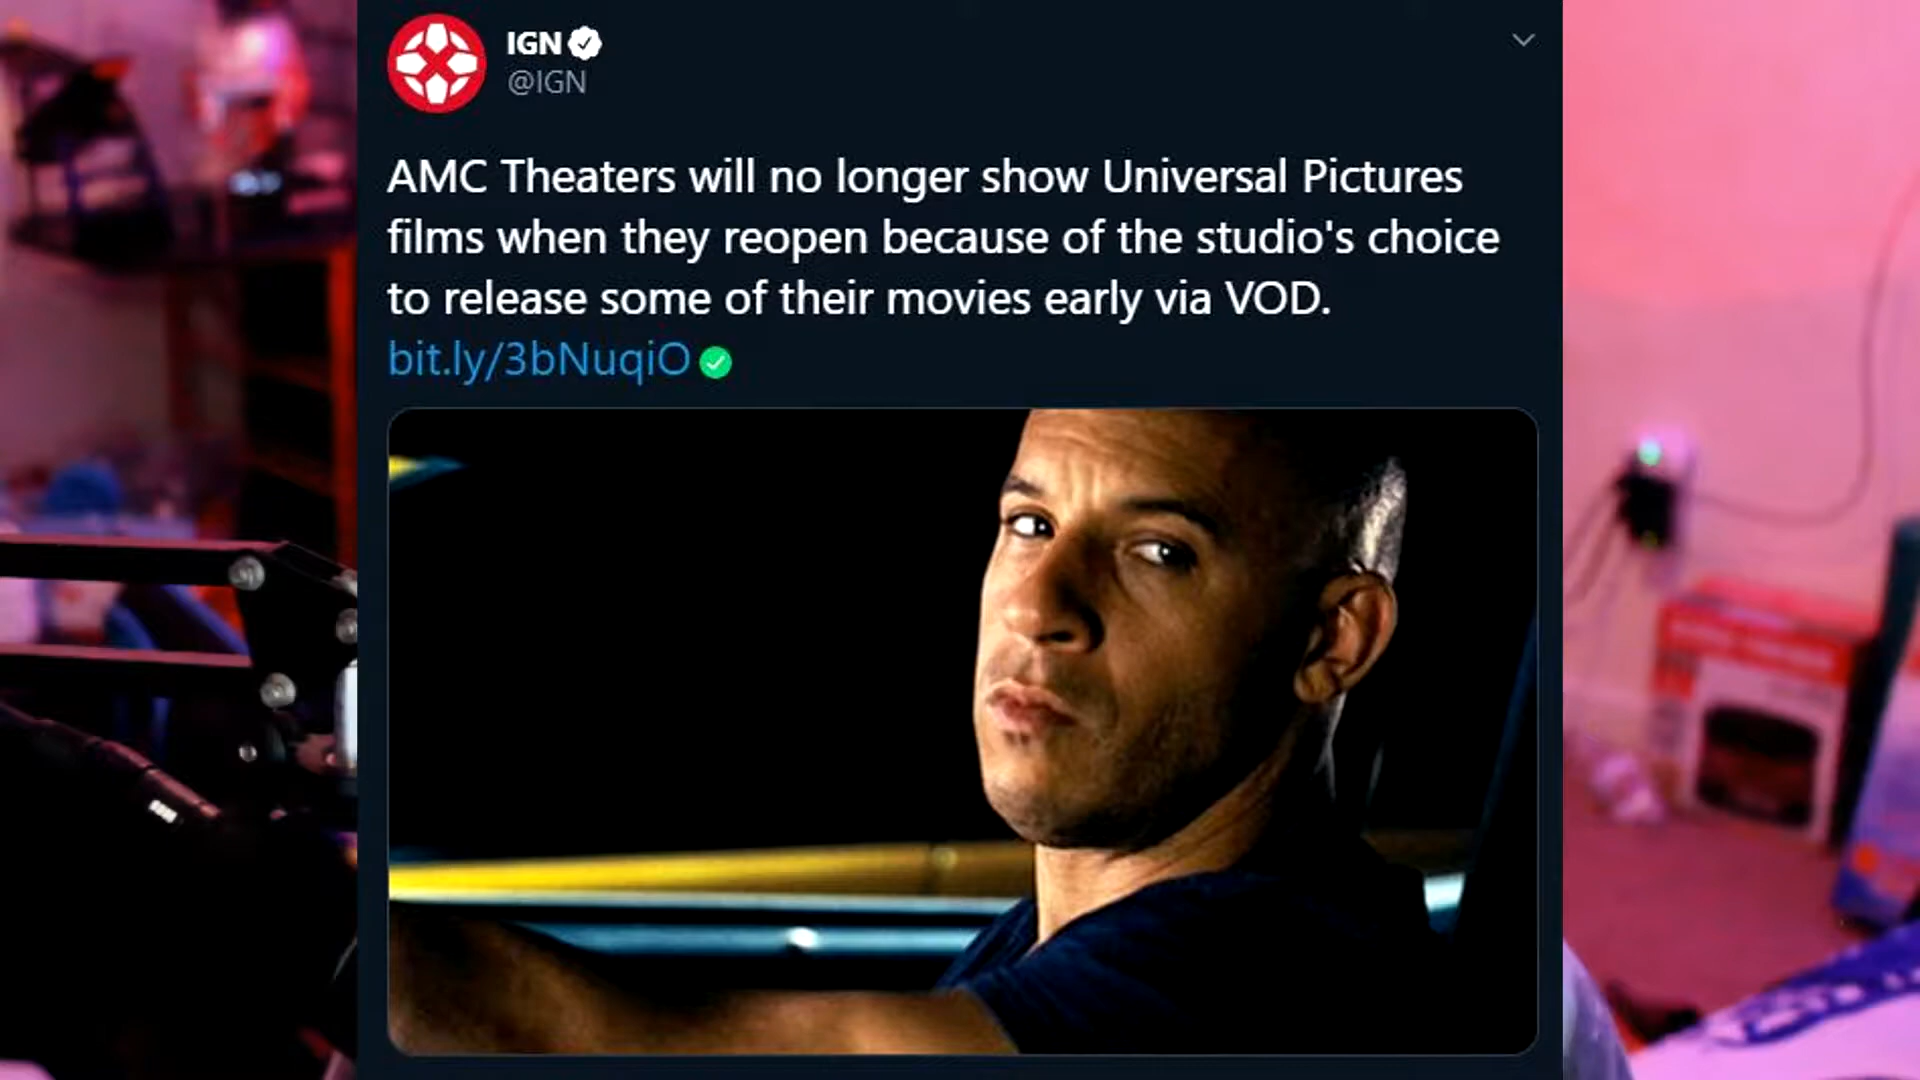 IGN
@IGN
AMC Theaters will no longer show Universal Pictures
films when they reopen because of the studio's choice
to release some of their movies early via VOD.
bit.ly/3bNuqiO